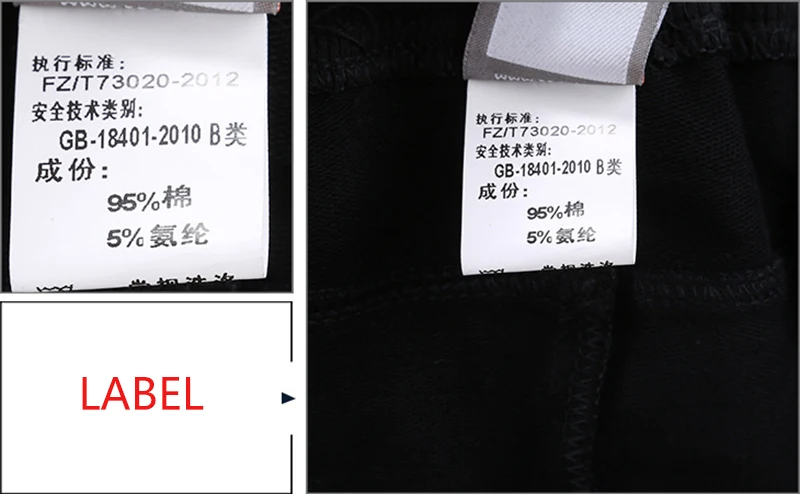 执行标准：
FZ/T73020-2012
安全技术类别：
GB-18401-2010 B类
成份：
95%棉
5%氨纶
LABEL
执行标准：
FZ/T73020-2012
安全技术类别：
GB-18401-2010 B类
成份：
95%棉
5%氨纶